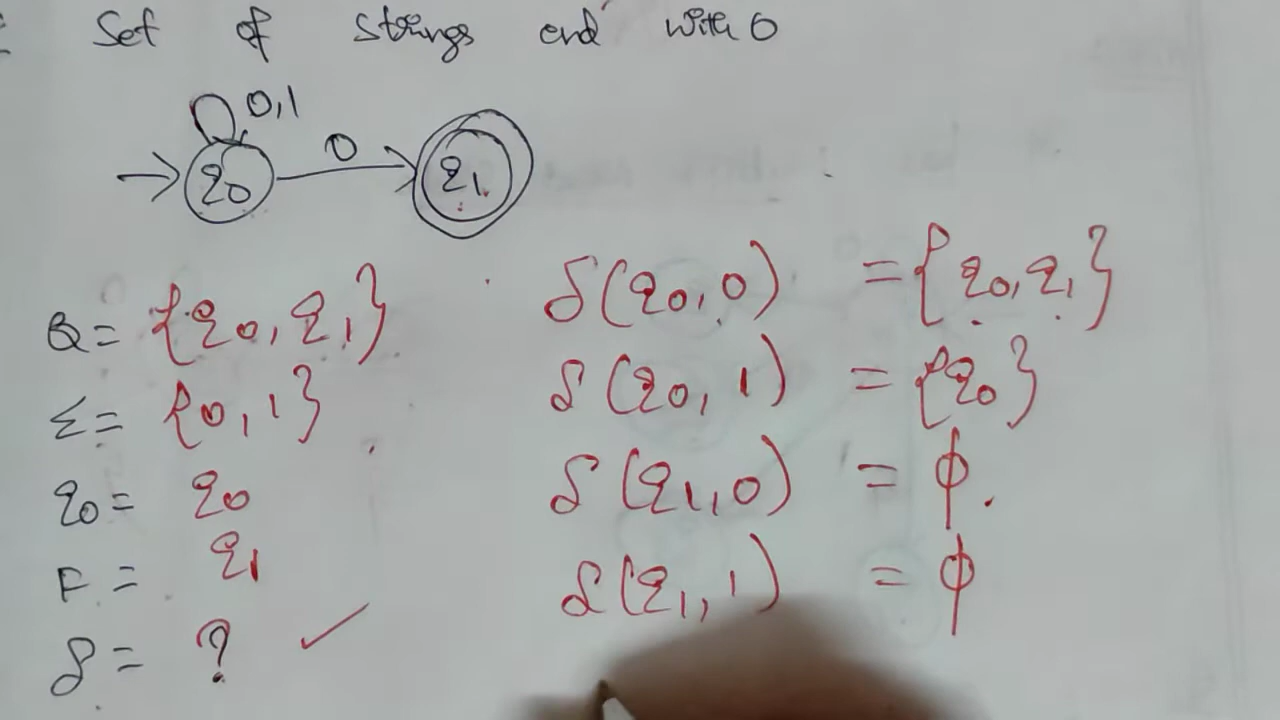 Set of strings end with 0
0,1
0
q0
q1
Q = {q0, q1}
Σ = {0, 1}
q0 = q0
F = q1
δ = ? ✓
δ(q0, 0) = {q0, q1}
δ(q0, 1) = {q0}
δ(q1, 0) = ϕ.
δ(q1, 1) = ϕ